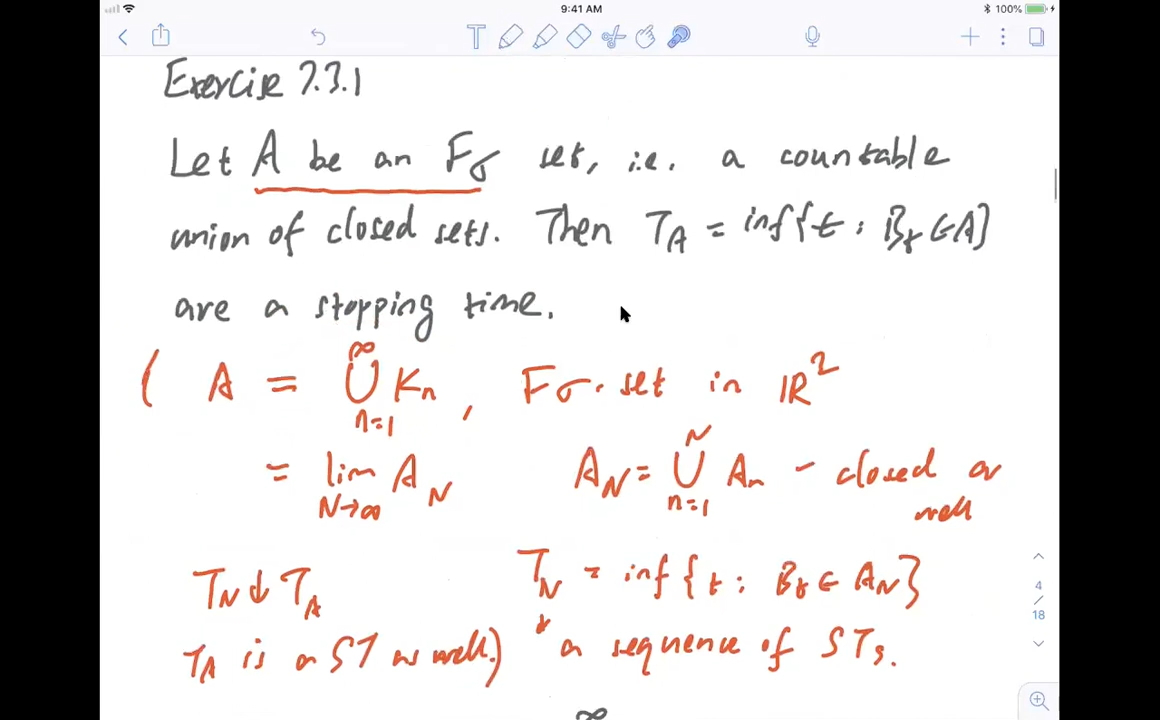 9:41 AM
100%
Exercise 7.3.1
Let A be an Fσ set, i.e. a countable
union of closed sets. Then T_A = inf{t : B_t ∈ A}
are a stopping time.
( A = ⋃_{n=1}^{∞} K_n , Fσ. set in ℝ²
= lim_{N→∞} A_N A_N = ⋃_{n=1}^{N} A_n - closed as
well
T_N ↓ T_A T_N = inf{t : B_t ∈ A_N}
T_A is a ST as well.) a sequence of STs.
∞
4
/
18